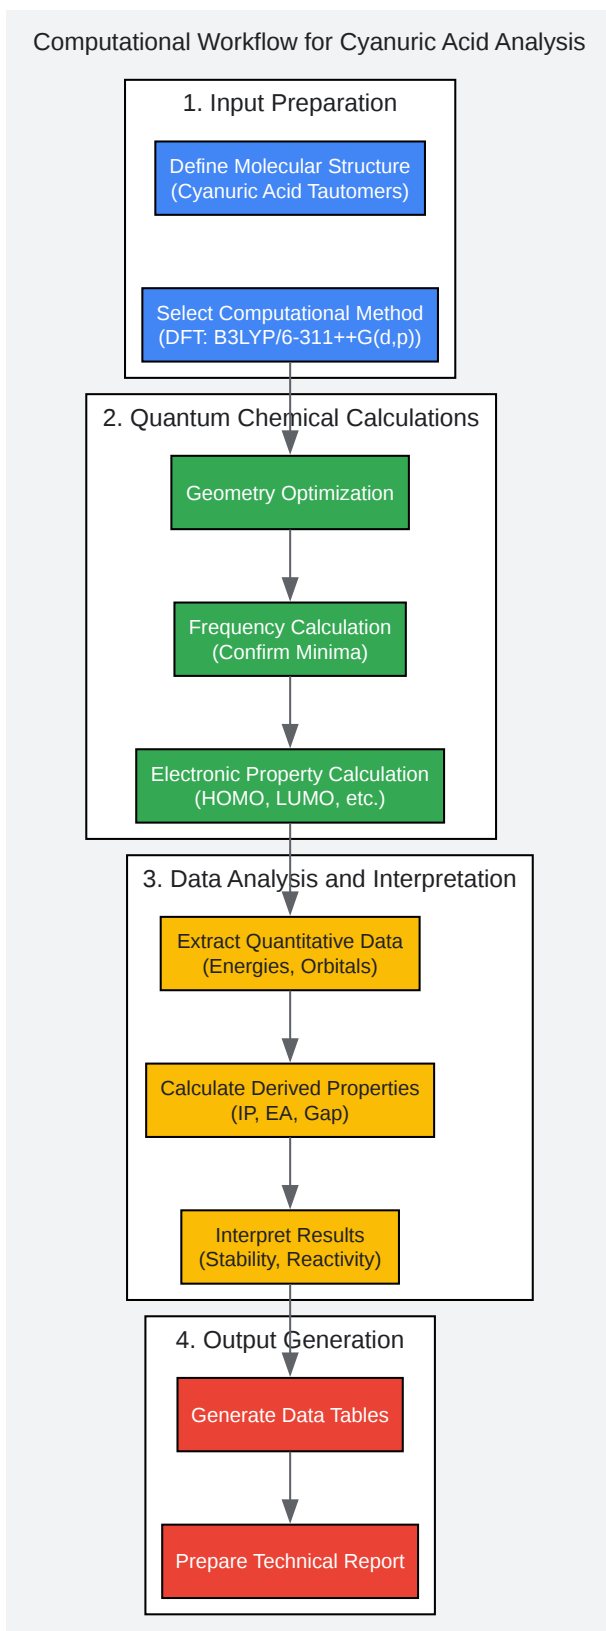 Computational Workflow for Cyanuric Acid Analysis
1. Input Preparation
Define Molecular Structure
(Cyanuric Acid Tautomers)
Select Computational Method
(DFT: B3LYP/6-311++G(d,p))
2. Quantum Chemical Calculations
Geometry Optimization
Frequency Calculation
(Confirm Minima)
Electronic Property Calculation
(HOMO, LUMO, etc.)
3. Data Analysis and Interpretation
Extract Quantitative Data
(Energies, Orbitals)
Calculate Derived Properties
(IP, EA, Gap)
Interpret Results
(Stability, Reactivity)
4. Output Generation
Generate Data Tables
Prepare Technical Report